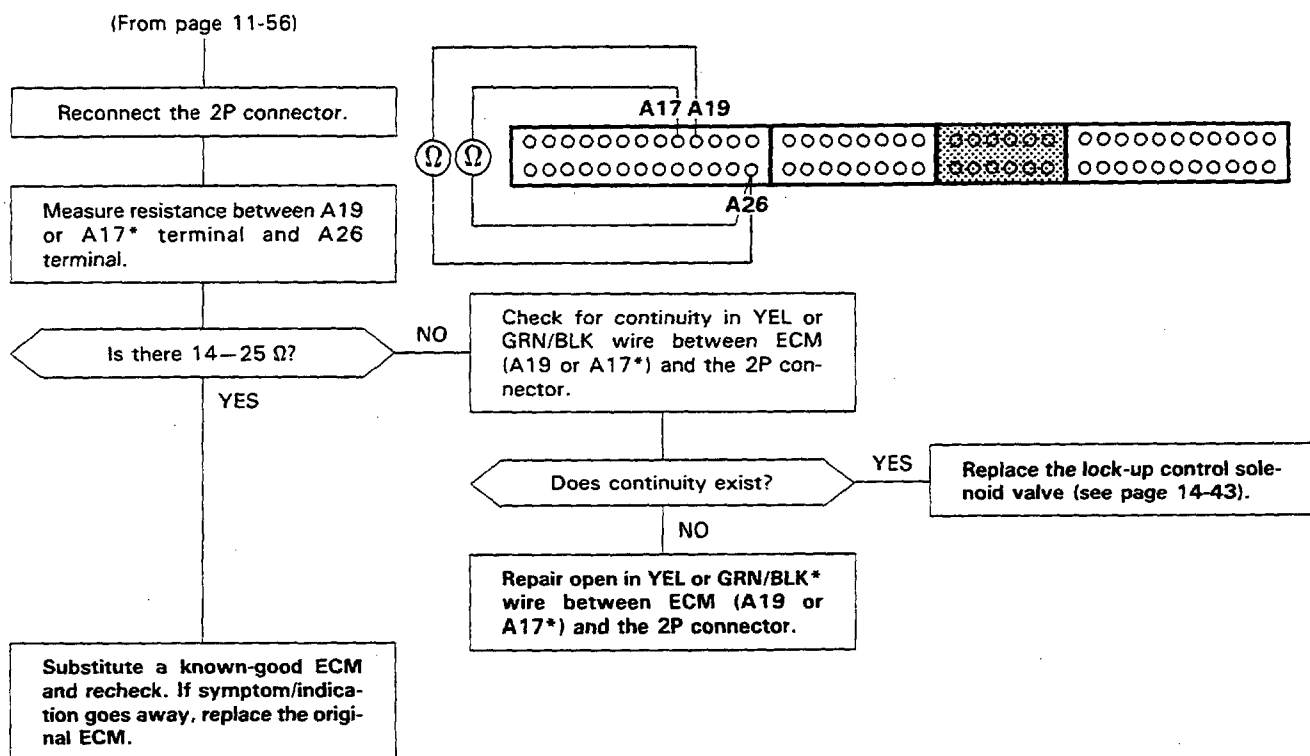 (From page 11-56)
Reconnect the 2P connector.
Measure resistance between A19
or A17* terminal and A26
terminal.
Is there 14—25 Ω?
NO
YES
Ω Ω
A17 A19
A26
Check for continuity in YEL or
GRN/BLK wire between ECM
(A19 or A17*) and the 2P con-
nector.
Does continuity exist?
YES
NO
Replace the lock-up control sole-
noid valve (see page 14-43).
Repair open in YEL or GRN/BLK*
wire between ECM (A19 or
A17*) and the 2P connector.
Substitute a known-good ECM
and recheck. If symptom/indica-
tion goes away, replace the origi-
nal ECM.